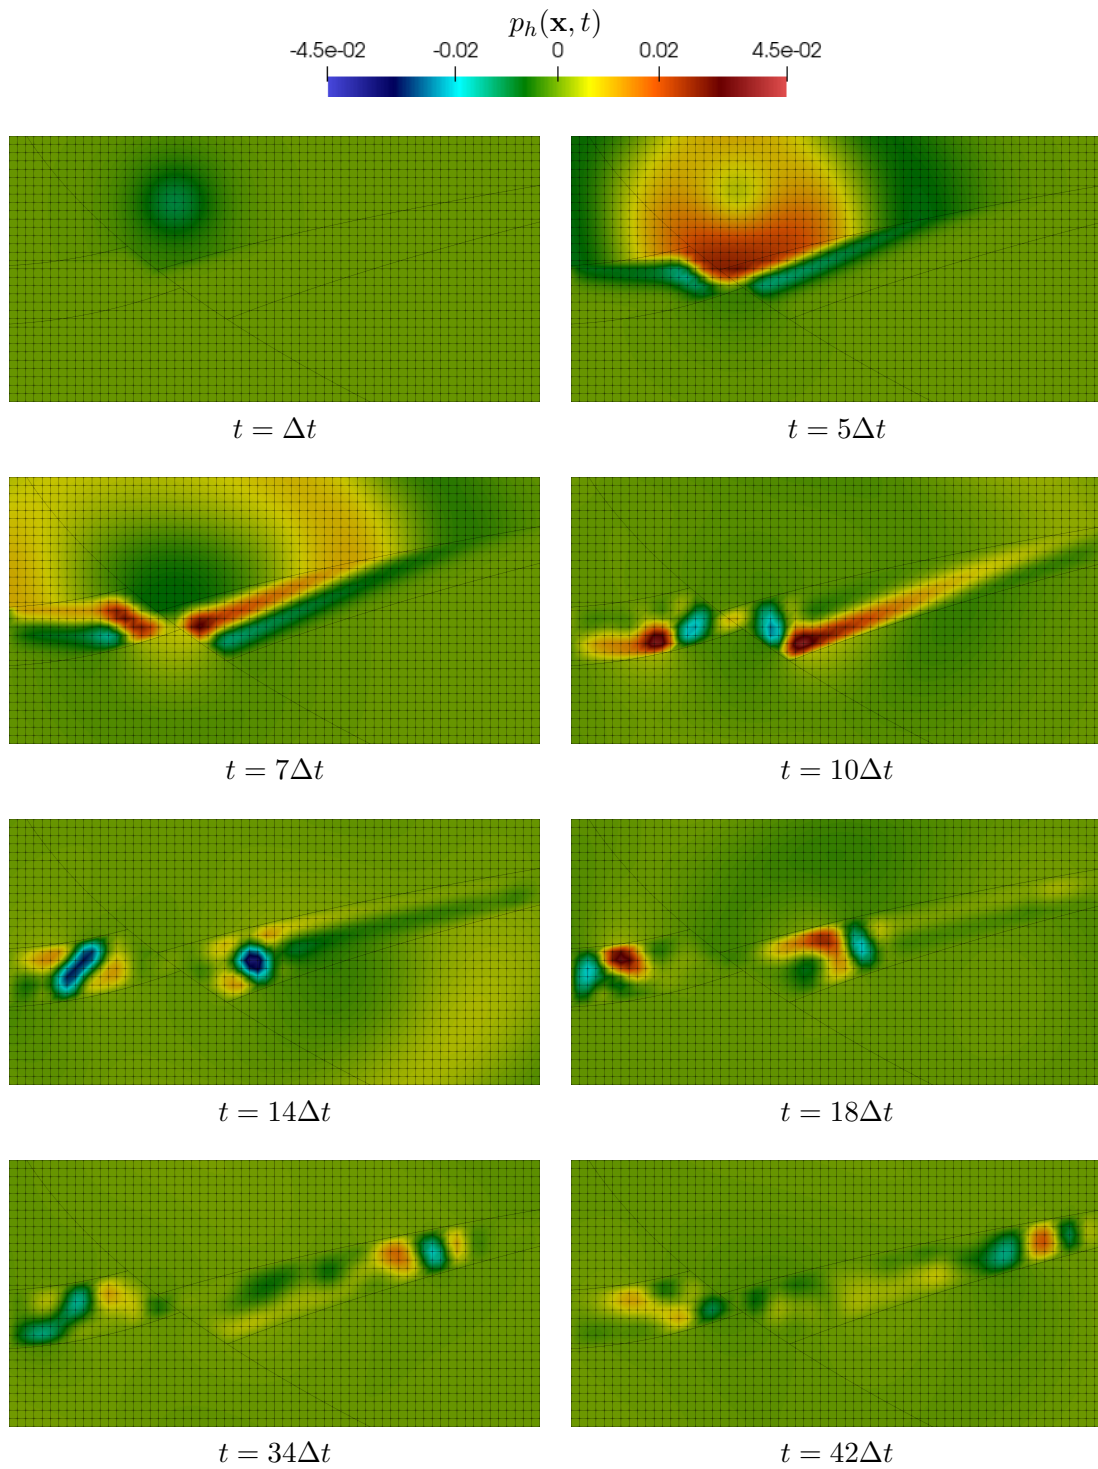 p_h(𝐱, t)
-4.5e-02 -0.02 0 0.02 4.5e-02
t = Δt t = 5Δt
t = 7Δt t = 10Δt
t = 14Δt t = 18Δt
t = 34Δt t = 42Δt